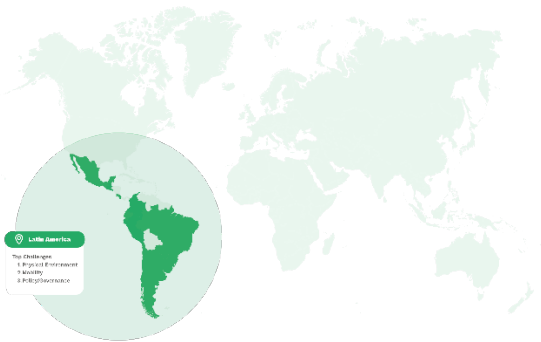 Latin America
Top Challenges
1. Physical Environment
2. Mobility
3. Policy/Governance